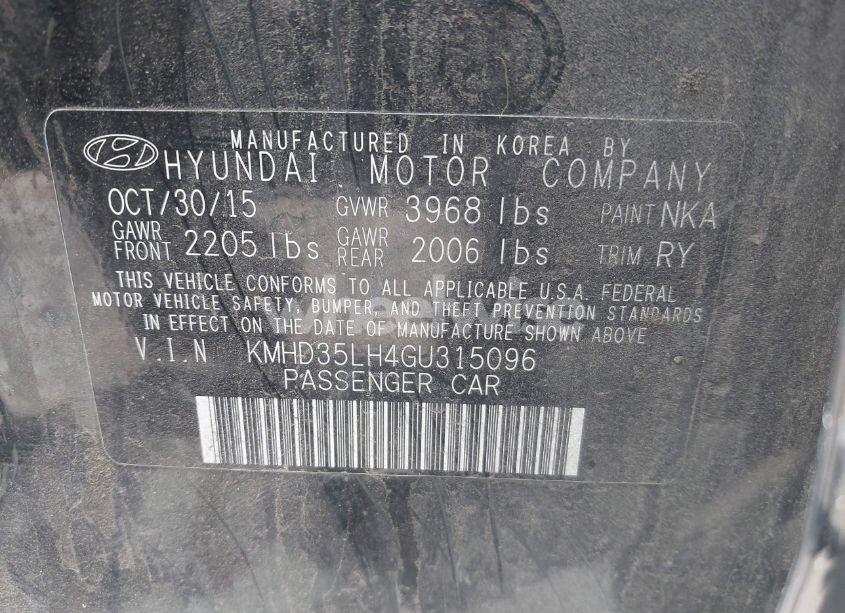 MANUFACTURED IN KOREA BY
HYUNDAI MOTOR COMPANY
OCT/30/15 GVWR 3968 lbs PAINT NKA
GAWR FRONT 2205 lbs GAWR REAR 2006 lbs TRIM RY
THIS VEHICLE CONFORMS TO ALL APPLICABLE U.S.A. FEDERAL
MOTOR VEHICLE SAFETY, BUMPER, AND THEFT PREVENTION STANDARDS
IN EFFECT ON THE DATE OF MANUFACTURE SHOWN ABOVE
V.I.N KMHD35LH4GU315096
PASSENGER CAR